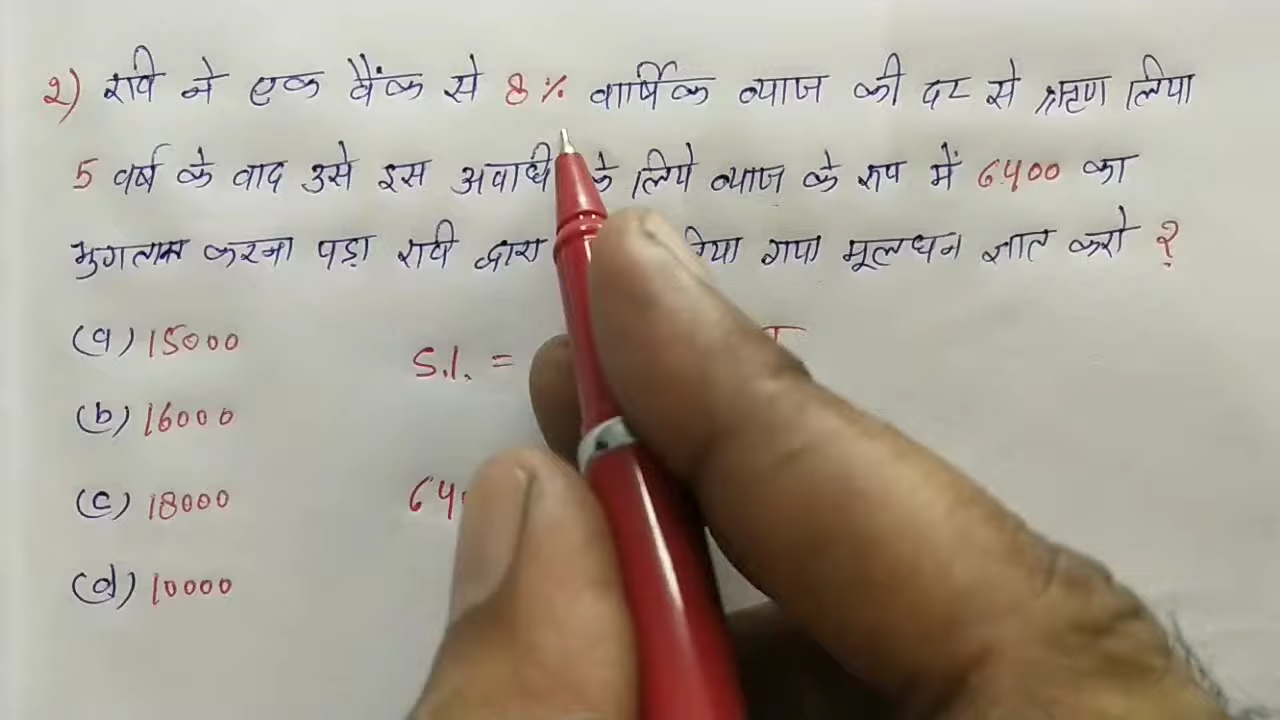 2) रवि ने एक बैंक से 8% वार्षिक ब्याज की दर से ऋण लिया
5 वर्ष के बाद उसे इस अवधि के लिये ब्याज के रुप में 6400 का
भुगतान करना पड़ा रवि द्वारा गया मूलधन ज्ञात करो ?
(a) 15000
S.I. =
(b) 16000
(c) 18000
64
(d) 10000